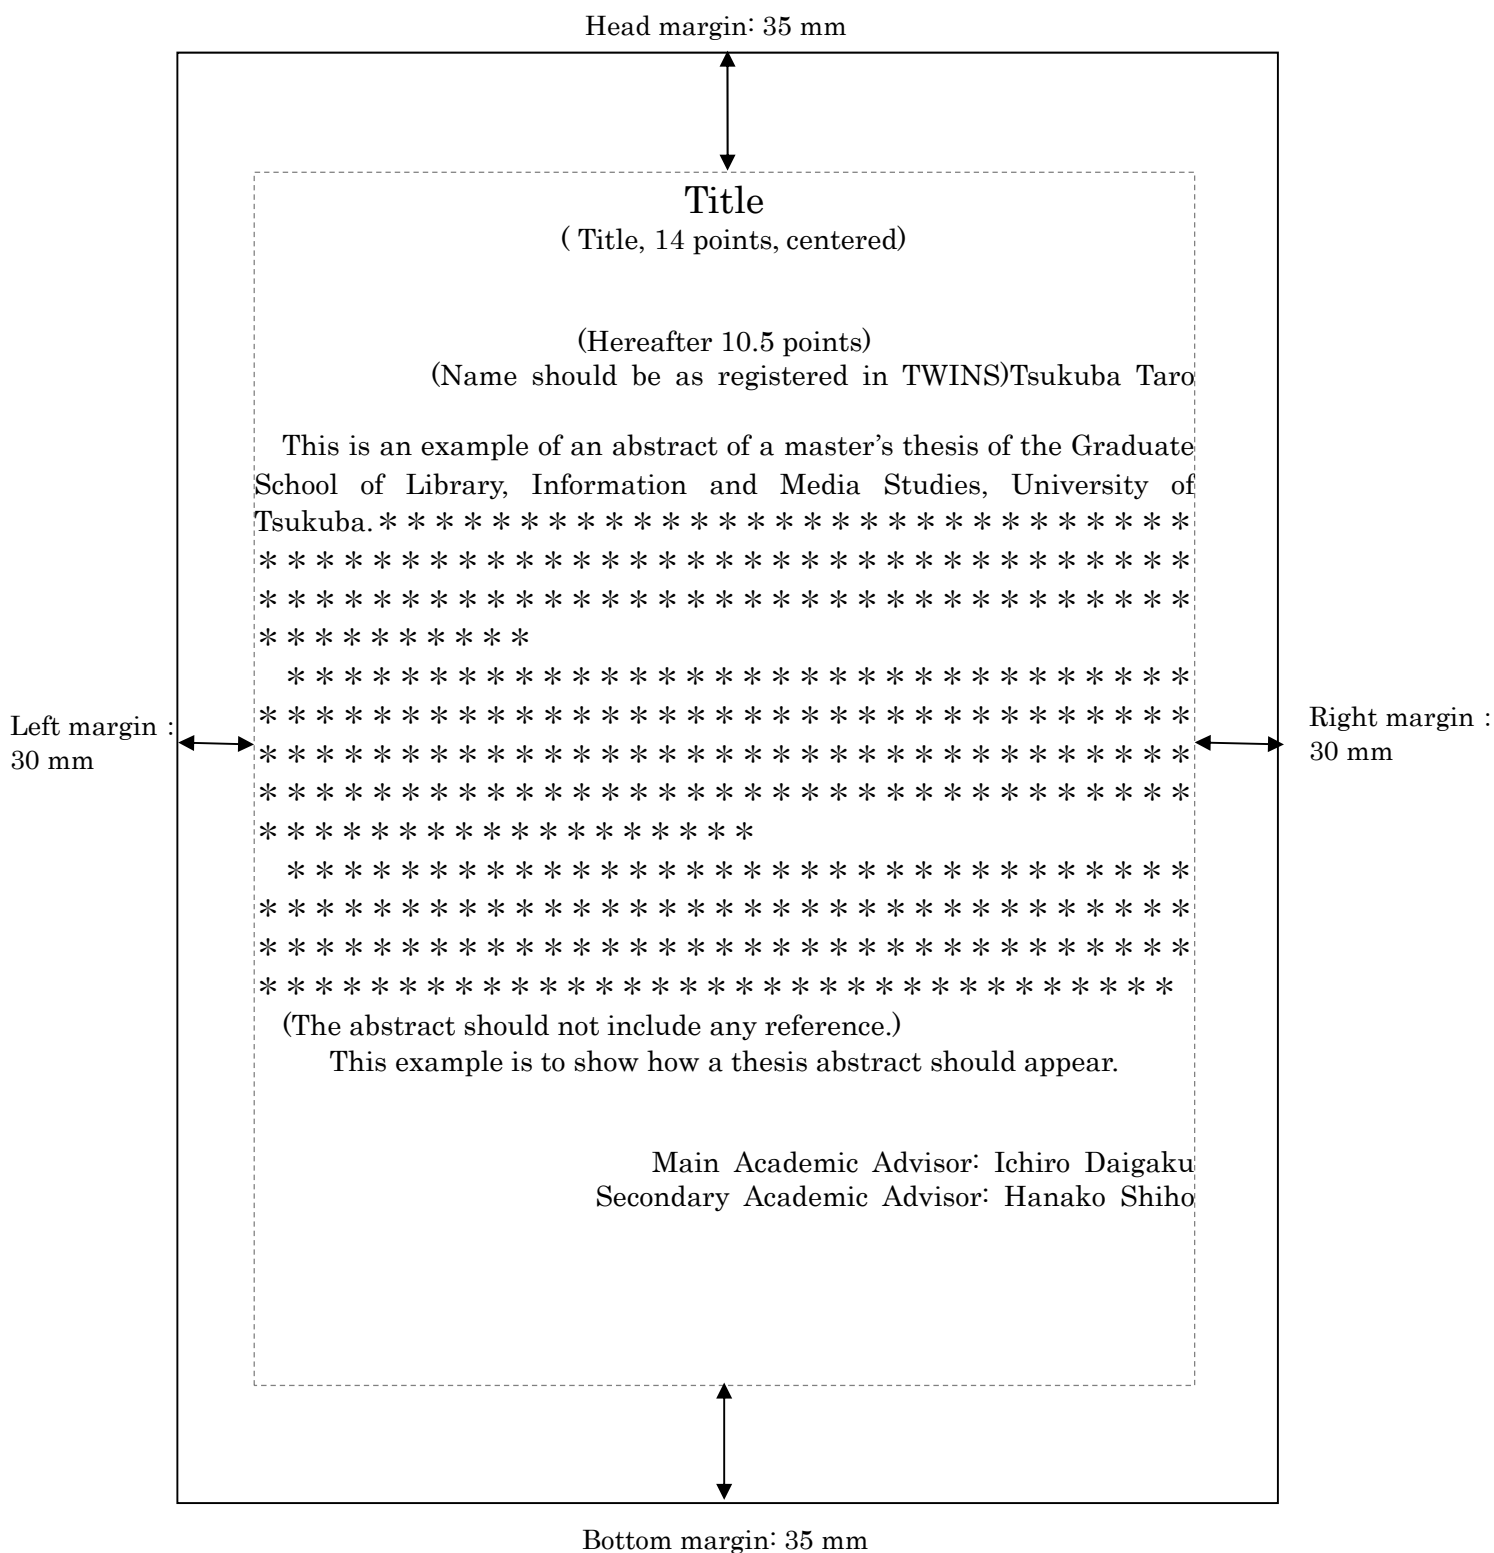 Head margin: 35 mm
Title
( Title, 14 points, centered)
(Hereafter 10.5 points)
(Name should be as registered in TWINS)Tsukuba Taro
This is an example of an abstract of a master’s thesis of the Graduate
School of Library, Information and Media Studies, University of
Tsukuba.＊＊＊＊＊＊＊＊＊＊＊＊＊＊＊＊＊＊＊＊＊＊＊＊＊＊＊＊＊
＊＊＊＊＊＊＊＊＊＊＊＊＊＊＊＊＊＊＊＊＊＊＊＊＊＊＊＊＊＊＊＊＊
＊＊＊＊＊＊＊＊＊＊＊＊＊＊＊＊＊＊＊＊＊＊＊＊＊＊＊＊＊＊＊＊＊
＊＊＊＊＊＊＊＊＊＊
＊＊＊＊＊＊＊＊＊＊＊＊＊＊＊＊＊＊＊＊＊＊＊＊＊＊＊＊＊＊＊＊
＊＊＊＊＊＊＊＊＊＊＊＊＊＊＊＊＊＊＊＊＊＊＊＊＊＊＊＊＊＊＊＊＊
＊＊＊＊＊＊＊＊＊＊＊＊＊＊＊＊＊＊＊＊＊＊＊＊＊＊＊＊＊＊＊＊＊
＊＊＊＊＊＊＊＊＊＊＊＊＊＊＊＊＊＊＊＊＊＊＊＊＊＊＊＊＊＊＊＊＊
＊＊＊＊＊＊＊＊＊＊＊＊＊＊＊＊＊＊
＊＊＊＊＊＊＊＊＊＊＊＊＊＊＊＊＊＊＊＊＊＊＊＊＊＊＊＊＊＊＊＊
＊＊＊＊＊＊＊＊＊＊＊＊＊＊＊＊＊＊＊＊＊＊＊＊＊＊＊＊＊＊＊＊＊
＊＊＊＊＊＊＊＊＊＊＊＊＊＊＊＊＊＊＊＊＊＊＊＊＊＊＊＊＊＊＊＊＊
＊＊＊＊＊＊＊＊＊＊＊＊＊＊＊＊＊＊＊＊＊＊＊＊＊＊＊＊＊＊＊＊＊
(The abstract should not include any reference.)
This example is to show how a thesis abstract should appear.
Main Academic Advisor: Ichiro Daigaku
Secondary Academic Advisor: Hanako Shiho
Left margin :
30 mm
Right margin :
30 mm
Bottom margin: 35 mm